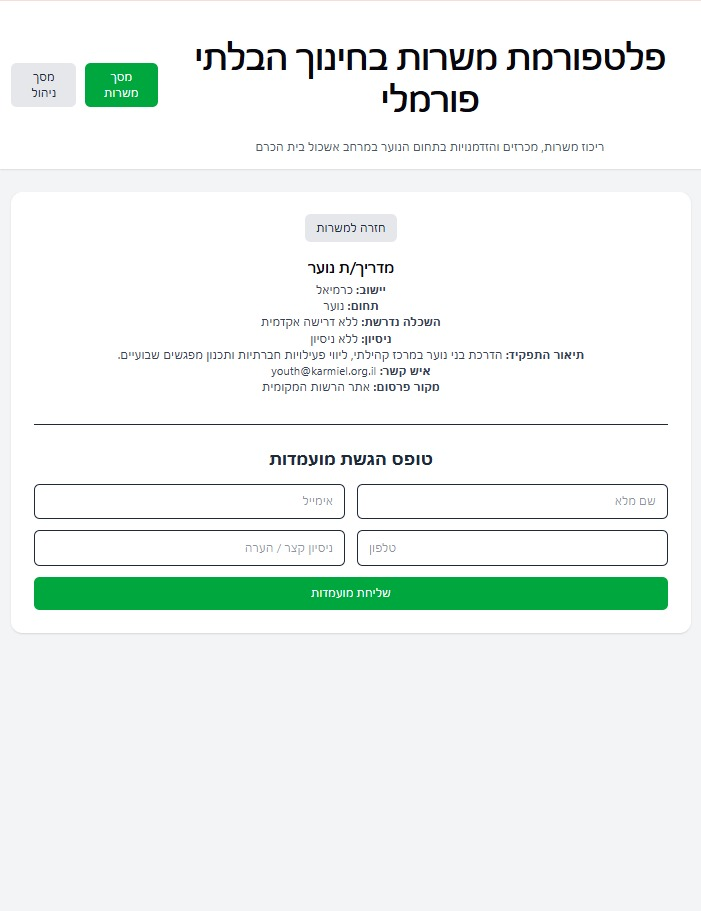 פלטפורמת משרות בחינוך הבלתי
פורמלי
ריכוז משרות, מכרזים והזדמנויות בתחום הנוער במרחב אשכול בית הכרם
מסך
משרות
מסך
ניהול
חזרה למשרות
מדריך/ת נוער
יישוב: כרמיאל
תחום: נוער
השכלה נדרשת: ללא דרישה אקדמית
ניסיון: ללא ניסיון
תיאור התפקיד: הדרכת בני נוער במרכז קהילתי, ליווי פעילויות חברתיות ותכנון מפגשים שבועיים.
איש קשר: youth@karmiel.org.il
מקור פרסום: אתר הרשות המקומית
טופס הגשת מועמדות
שם מלא
אימייל
טלפון
ניסיון קצר / הערה
שליחת מועמדות